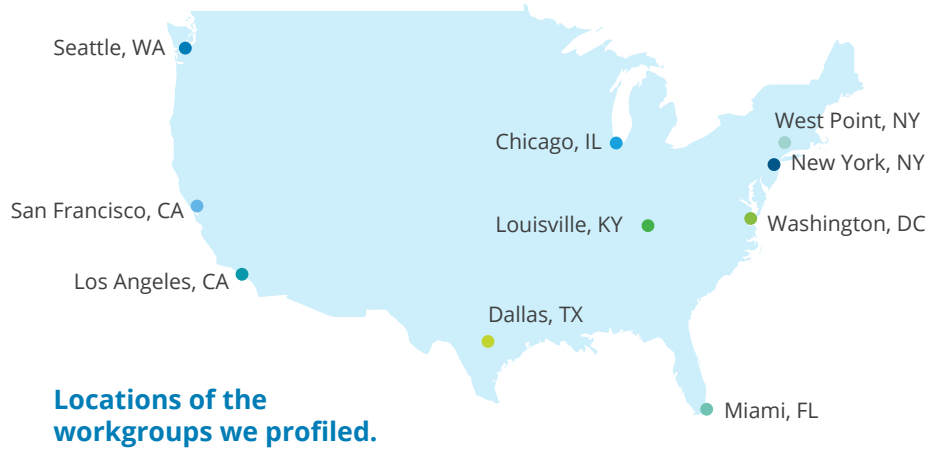 Seattle, WA
Chicago, IL
West Point, NY
New York, NY
San Francisco, CA
Louisville, KY
Washington, DC
Los Angeles, CA
Dallas, TX
Locations of the
workgroups we profiled.
Miami, FL